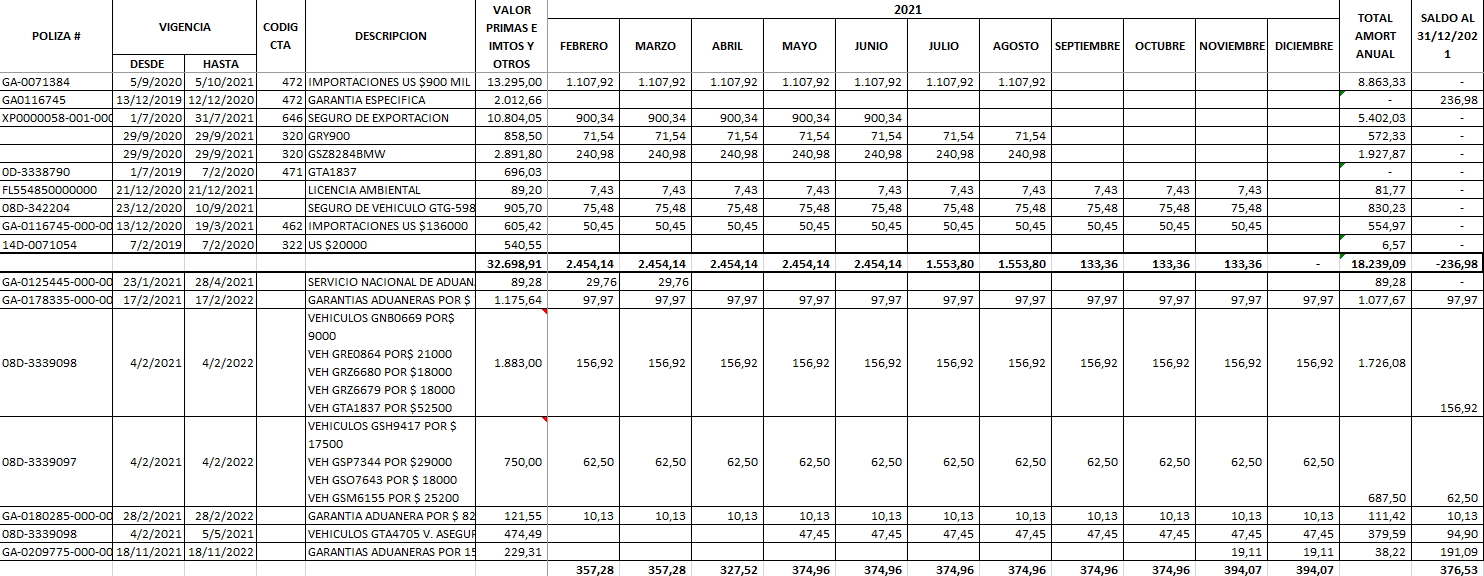 POLIZA # VIGENCIA CODIG CTA DESCRIPCION VALOR PRIMAS E IMTOS Y OTROS 2021 TOTAL AMORT ANUAL SALDO AL 31/12/2021
DESDE HASTA FEBRERO MARZO ABRIL MAYO JUNIO JULIO AGOSTO SEPTIEMBRE OCTUBRE NOVIEMBRE DICIEMBRE
GA-0071384 5/9/2020 5/10/2021 472 IMPORTACIONES US $900 MIL 13.295,00 1.107,92 1.107,92 1.107,92 1.107,92 1.107,92 1.107,92 1.107,92 8.863,33 -
GA0116745 13/12/2019 12/12/2020 472 GARANTIA ESPECIFICA 2.012,66 - 236,98
XP0000058-001-000 1/7/2020 31/7/2021 646 SEGURO DE EXPORTACION 10.804,05 900,34 900,34 900,34 900,34 900,34 5.402,03 -
29/9/2020 29/9/2021 320 GRY900 858,50 71,54 71,54 71,54 71,54 71,54 71,54 71,54 572,33 -
29/9/2020 29/9/2021 320 GSZ8284BMW 2.891,80 240,98 240,98 240,98 240,98 240,98 240,98 240,98 1.927,87 -
0D-3338790 1/7/2019 7/2/2020 471 GTA1837 696,03 - -
FL554850000000 21/12/2020 21/12/2021 LICENCIA AMBIENTAL 89,20 7,43 7,43 7,43 7,43 7,43 7,43 7,43 7,43 7,43 7,43 81,77 -
08D-342204 23/12/2020 10/9/2021 SEGURO DE VEHICULO GTG-598 905,70 75,48 75,48 75,48 75,48 75,48 75,48 75,48 75,48 75,48 75,48 830,23 -
GA-0116745-000-00 13/12/2020 19/3/2021 462 IMPORTACIONES US $136000 605,42 50,45 50,45 50,45 50,45 50,45 50,45 50,45 50,45 50,45 50,45 554,97 -
14D-0071054 7/2/2019 7/2/2020 322 US $20000 540,55 6,57 -
32.698,91 2.454,14 2.454,14 2.454,14 2.454,14 2.454,14 1.553,80 1.553,80 133,36 133,36 133,36 - 18.239,09 -236,98
GA-0125445-000-00 23/1/2021 28/4/2021 SERVICIO NACIONAL DE ADUAN 89,28 29,76 29,76 89,28 -
GA-0178335-000-00 17/2/2021 17/2/2022 GARANTIAS ADUANERAS POR $ 1.175,64 97,97 97,97 97,97 97,97 97,97 97,97 97,97 97,97 97,97 97,97 97,97 1.077,67 97,97
VEHICULOS GNB0669 POR$
9000
VEH GRE0864 POR$ 21000
08D-3339098 4/2/2021 4/2/2022 VEH GRZ6680 POR $18000 1.883,00 156,92 156,92 156,92 156,92 156,92 156,92 156,92 156,92 156,92 156,92 156,92 1.726,08
VEH GRZ6679 POR $ 18000
VEH GTA1837 POR $52500 156,92
VEHICULOS GSH9417 POR $
17500
08D-3339097 4/2/2021 4/2/2022 VEH GSP7344 POR $29000 750,00 62,50 62,50 62,50 62,50 62,50 62,50 62,50 62,50 62,50 62,50 62,50
VEH GSO7643 POR $ 18000
VEH GSM6155 POR $ 25200 687,50 62,50
GA-0180285-000-00 28/2/2021 28/2/2022 GARANTIA ADUANERA POR $ 82 121,55 10,13 10,13 10,13 10,13 10,13 10,13 10,13 10,13 10,13 10,13 10,13 111,42 10,13
08D-3339098 4/2/2021 5/5/2021 VEHICULOS GTA4705 V. ASEGUR 474,49 47,45 47,45 47,45 47,45 47,45 47,45 47,45 47,45 379,59 94,90
GA-0209775-000-00 18/11/2021 18/11/2022 GARANTIAS ADUANERAS POR 15 229,31 19,11 19,11 38,22 191,09
357,28 357,28 327,52 374,96 374,96 374,96 374,96 374,96 374,96 394,07 394,07 376,53